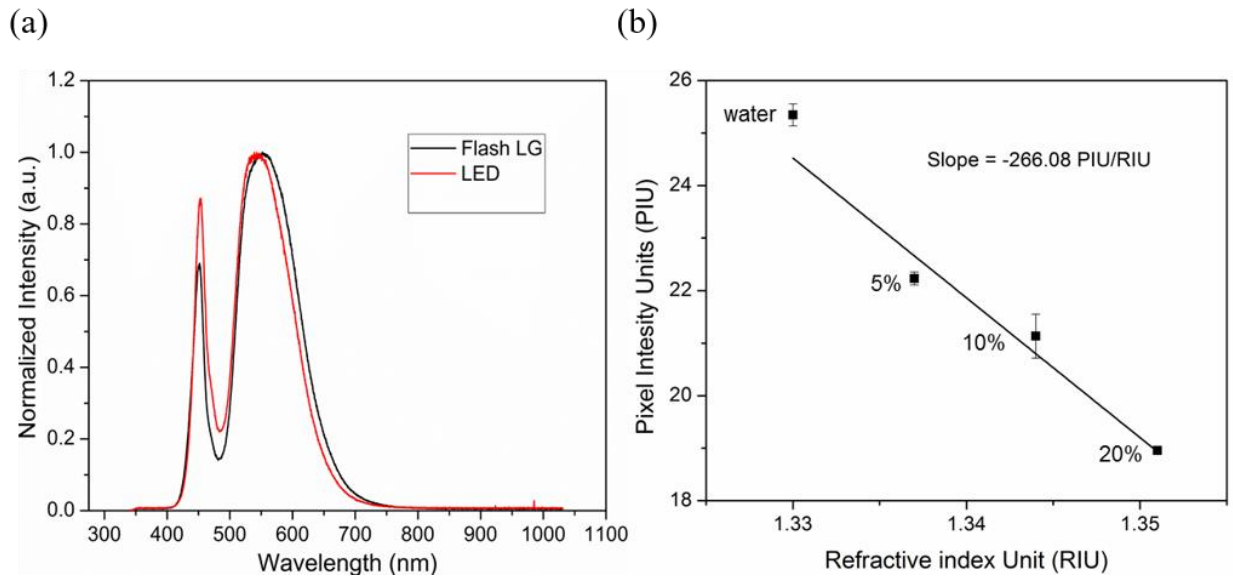 (a)
(b)
1.2
1.0
0.8
0.6
0.4
0.2
0.0
Normalized Intensity (a.u.)
Flash LG
LED
300 400 500 600 700 800 900 1000 1100
Wavelength (nm)
26
24
22
20
18
Pixel Intesity Units (PIU)
water
Slope = -266.08 PIU/RIU
5%
10%
20%
1.33 1.34 1.35
Refractive index Unit (RIU)